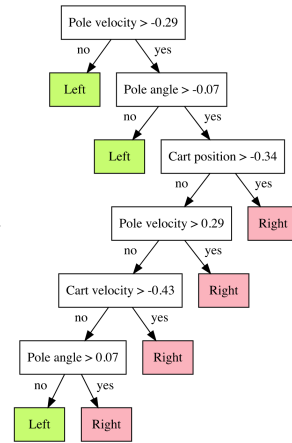 Pole velocity > -0.29
no yes
Left Pole angle > -0.07
no yes
Left Cart position > -0.34
no yes
Pole velocity > 0.29 Right
no yes
Cart velocity > -0.43 Right
no yes
Pole angle > 0.07 Right
no yes
Left Right